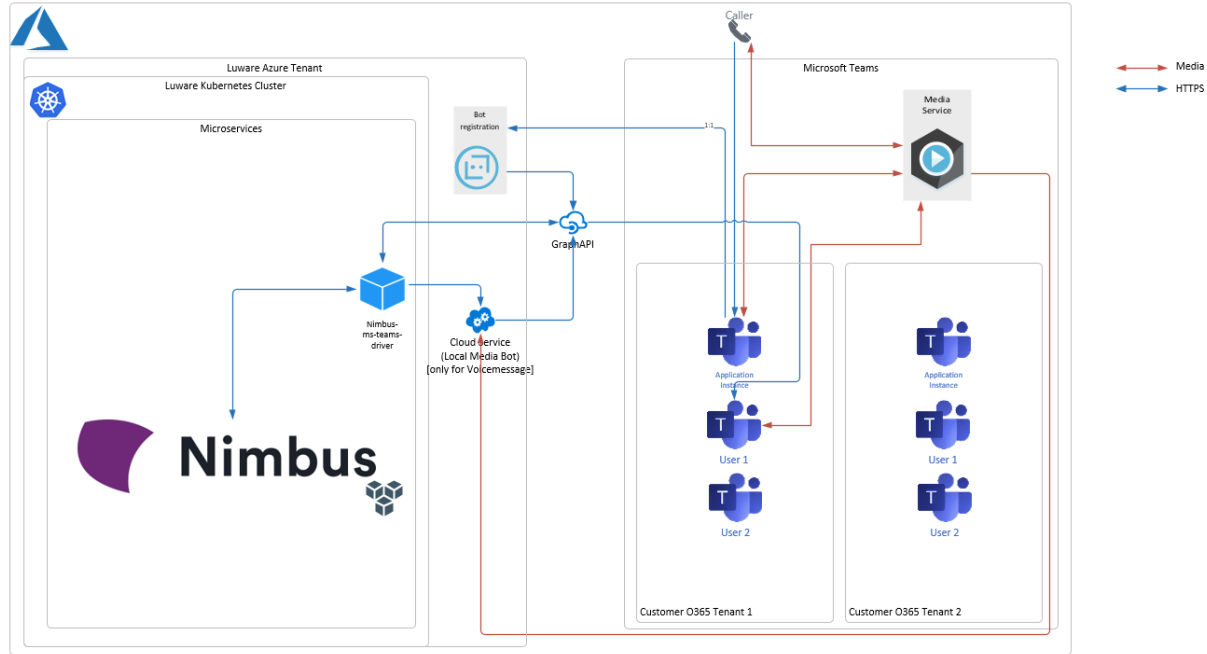 Caller
Luware Azure Tenant
Microsoft Teams
Media
HTTPS
Luware Kubernetes Cluster
Microservices
Bot
registration
1:1
Media
Service
GraphAPI
Nimbus-
ms-teams-
driver
Cloud Service
(Local Media Bot)
[only for Voicemessage]
Nimbus
T
Application
Instance
T
User 1
T
User 2
Customer O365 Tenant 1
T
Application
Instance
T
User 1
T
User 2
Customer O365 Tenant 2